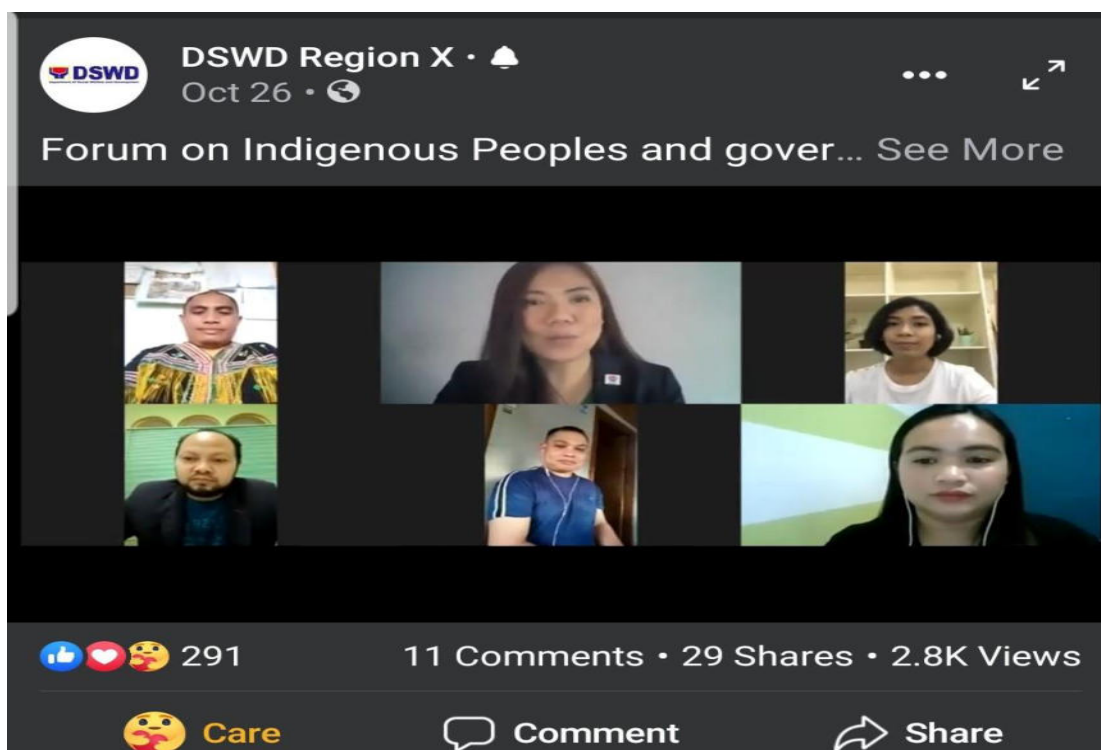 DSWD
DSWD Region X ·
Oct 26 ·
Forum on Indigenous Peoples and gover... See More
291
11 Comments • 29 Shares • 2.8K Views
Care
Comment
Share